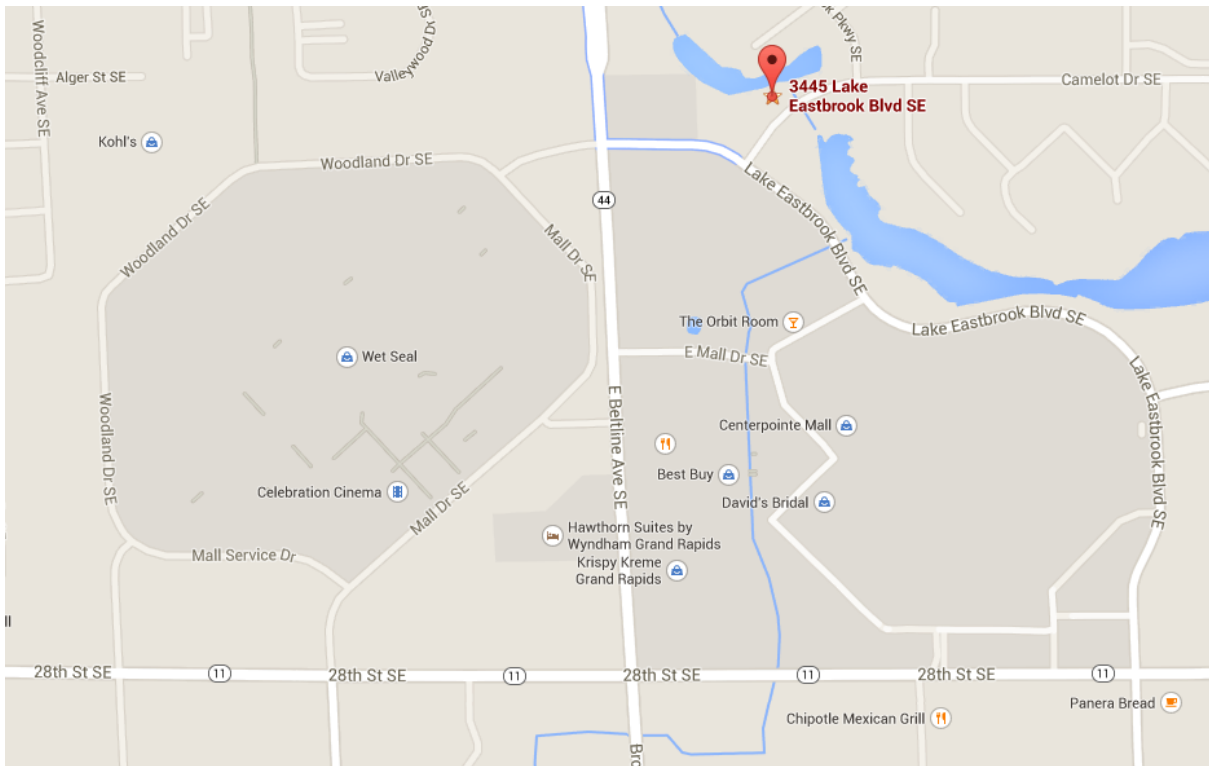 Woodcliff Ave SE
Alger St SE
Valleywood Dr
Pkwy SE
Camelot Dr SE
3445 Lake
Eastbrook Blvd SE
Kohl's
Woodland Dr SE
Woodland Dr SE
Mall Dr SE
44
Lake Eastbrook Blvd SE
The Orbit Room
Lake Eastbrook Blvd SE
Wet Seal
E Mall Dr SE
Lake Eastbrook Blvd SE
E Beltline Ave SE
Woodland Dr SE
Centerpointe Mall
Best Buy
Celebration Cinema
Mall Dr SE
David's Bridal
Hawthorn Suites by
Wyndham Grand Rapids
Mall Service Dr
Krispy Kreme
Grand Rapids
ll
28th St SE
11
28th St SE
11
28th St SE
11
28th St SE
11
Panera Bread
Chipotle Mexican Grill
Bro